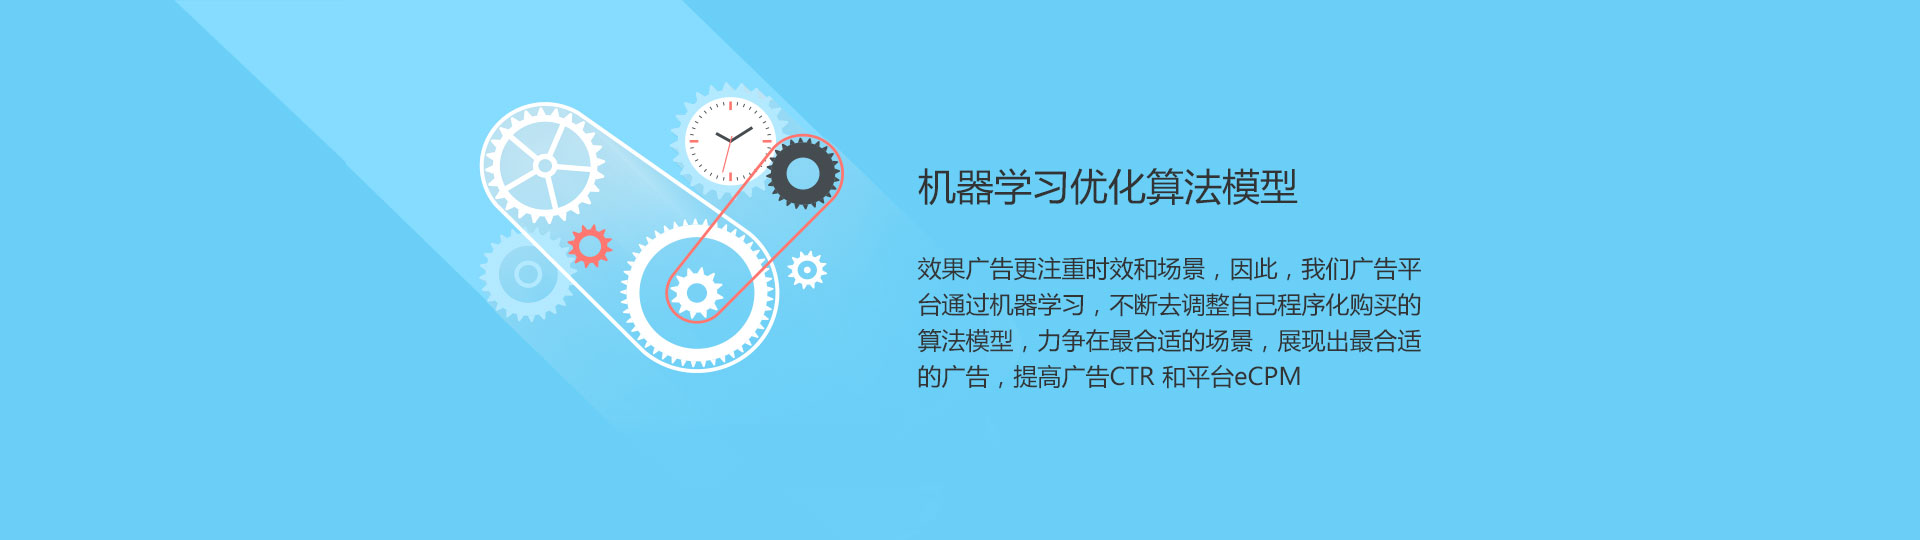 机器学习优化算法模型
效果广告更注重时效和场景，因此，我们广告平
台通过机器学习，不断去调整自己程序化购买的
算法模型，力争在最合适的场景，展现出最合适
的广告，提高广告CTR 和平台eCPM